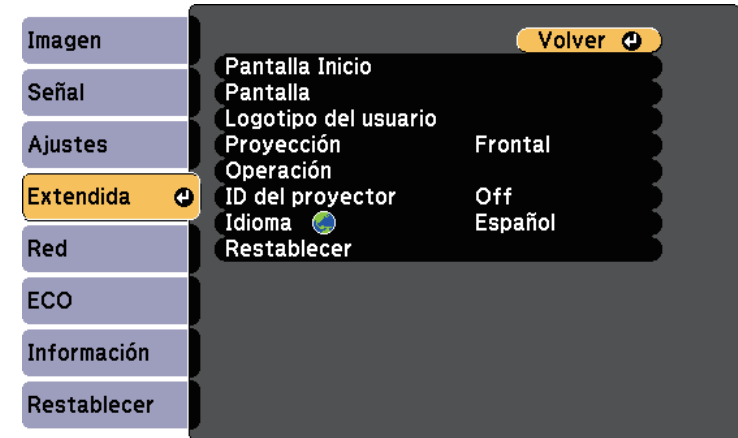 Imagen
Señal
Ajustes
Extendida
Red
ECO
Información
Restablecer
Volver
Pantalla Inicio
Pantalla
Logotipo del usuario
Proyección Frontal
Operación
ID del proyector Off
Idioma Español
Restablecer